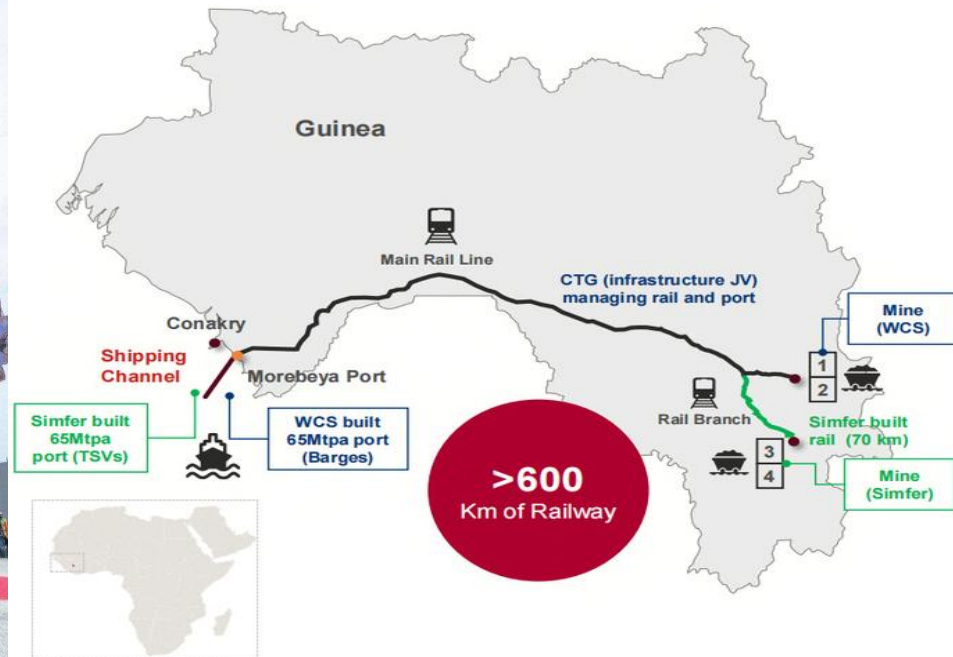 Guinea
Main Rail Line
CTG (infrastructure JV)
managing rail and port
Mine
(WCS)
Conakry
Shipping
Channel
Morebeya Port
1
2
Rail Branch
Simfer built
rail (70 km)
Simfer built
65Mtpa
port (TSVs)
WCS built
65Mtpa port
(Barges)
>600
Km of Railway
3
4
Mine
(Simfer)